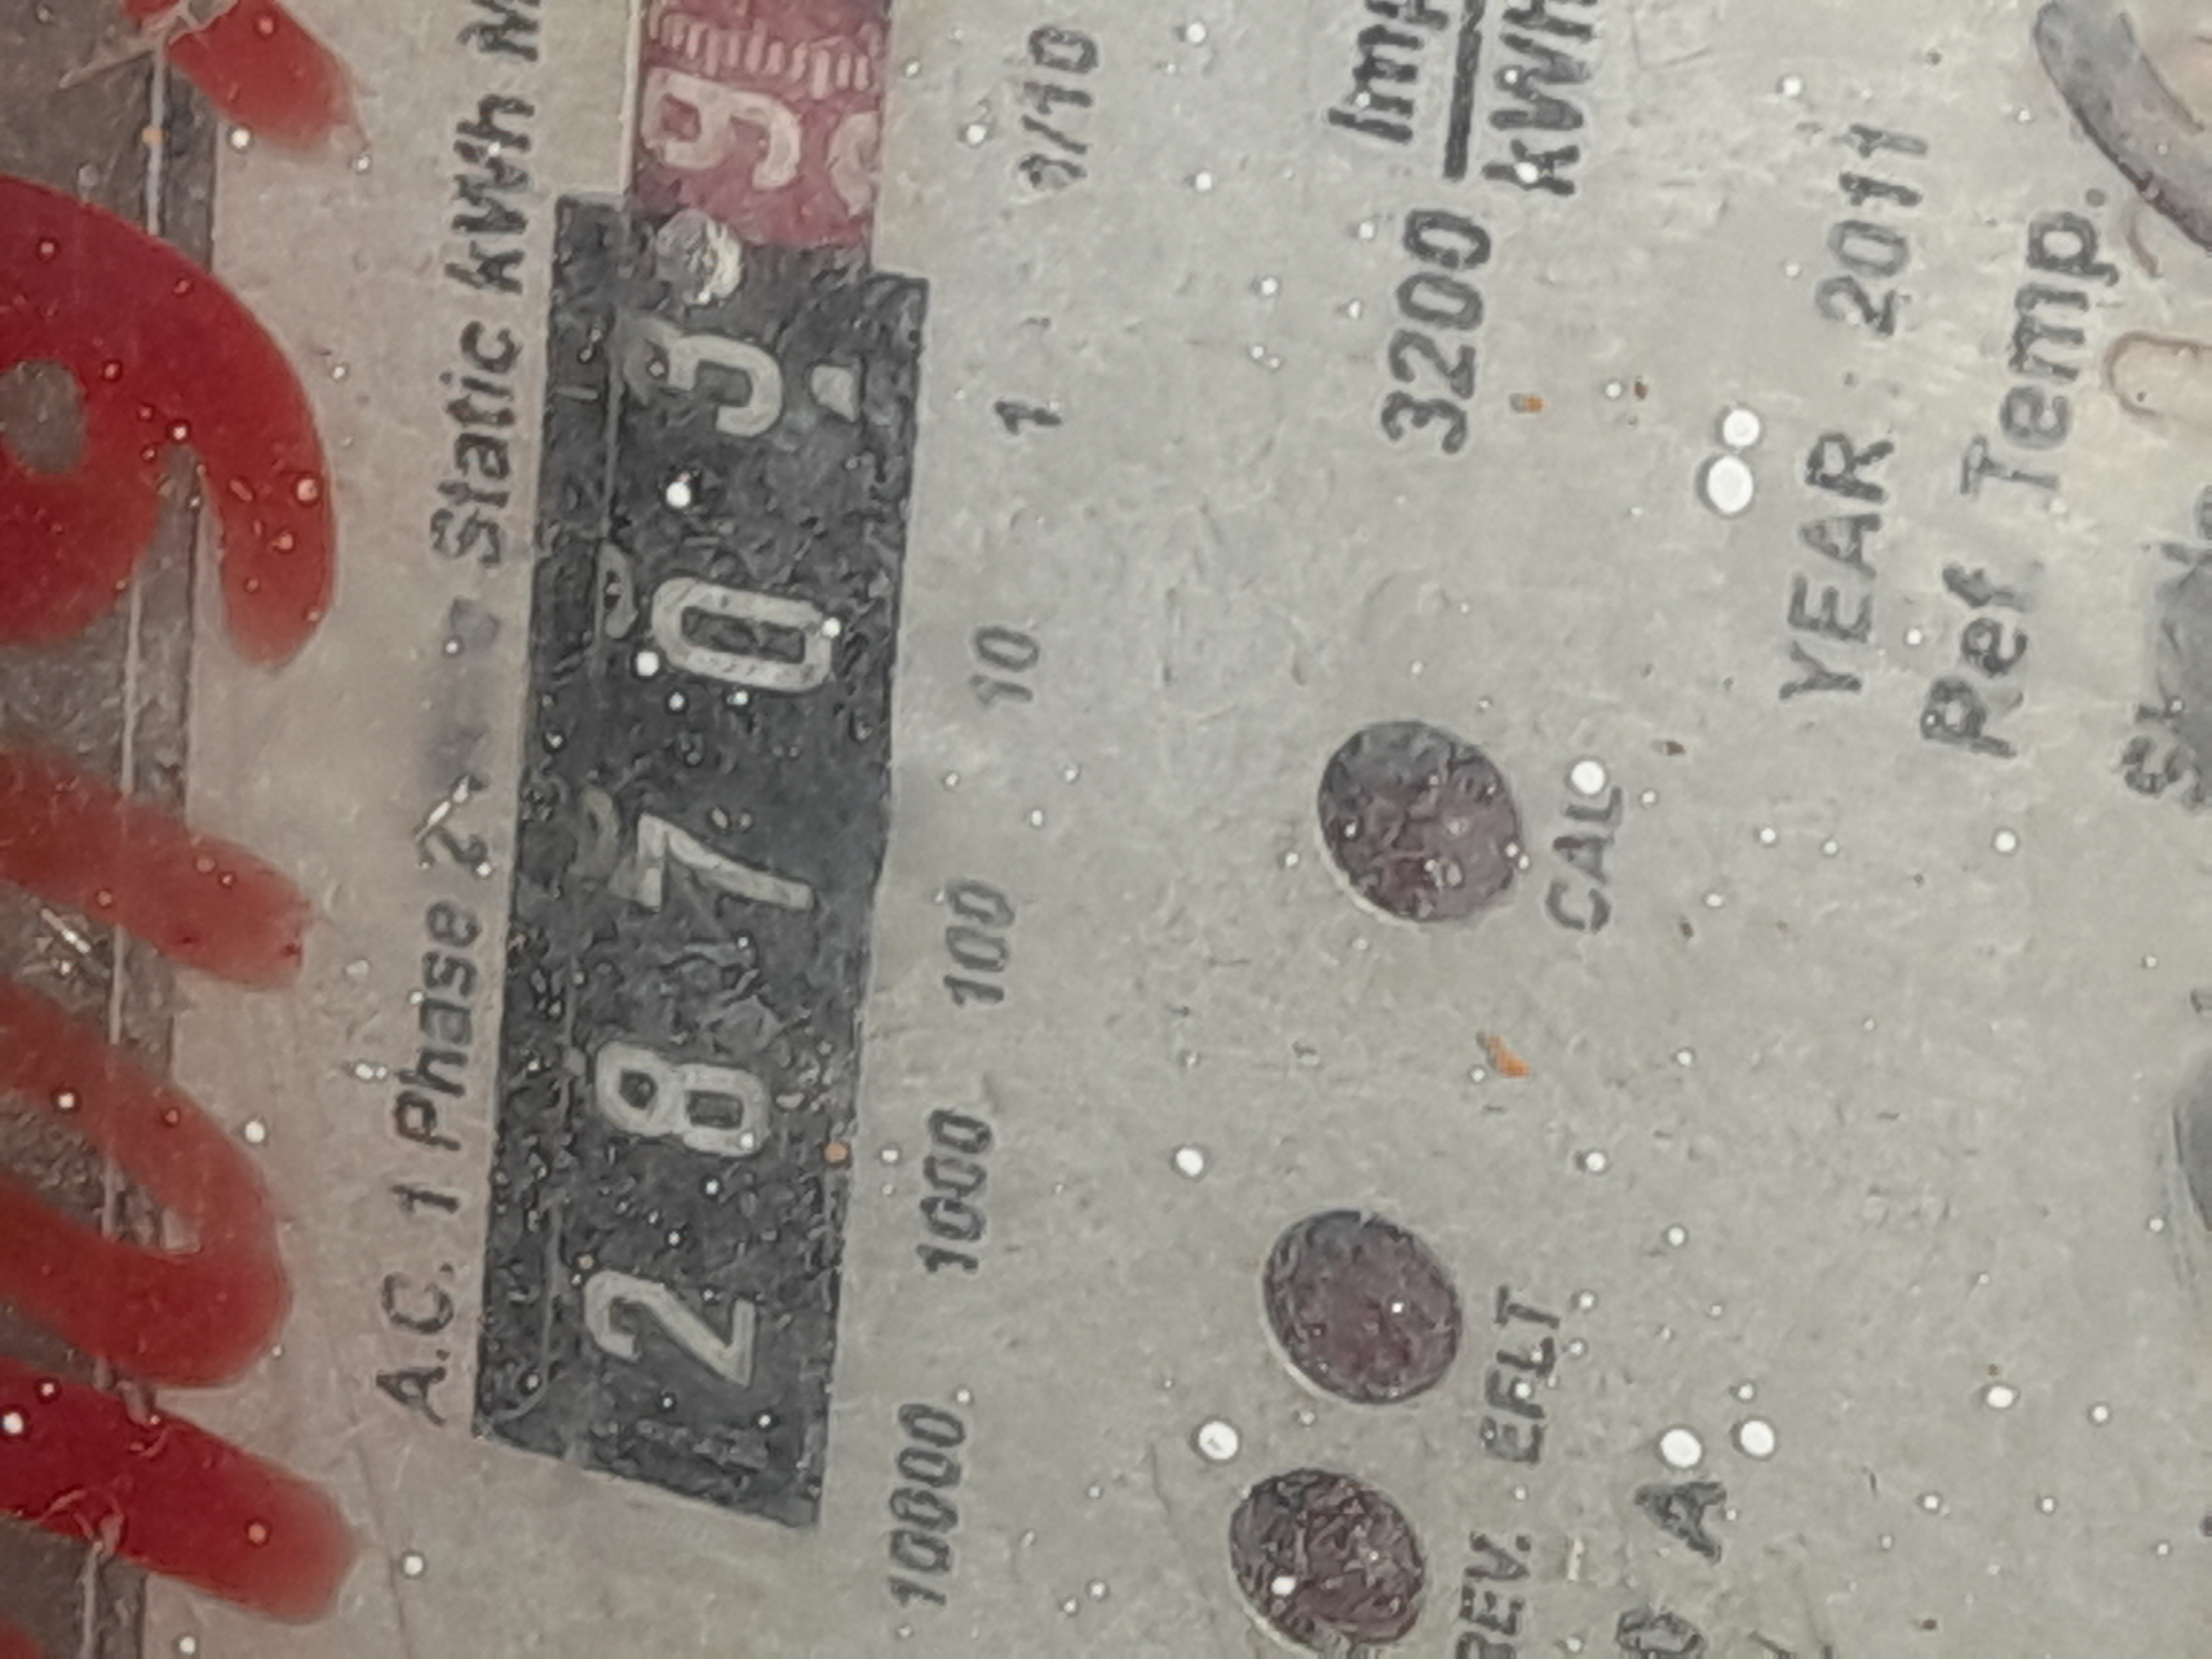 A.C. 1 Phase 2 Static kWh
2 8 7 0 3 9
10000 1000 100 10 1 1/10
3200 Imp
kWh
CAL
REV. EFLT
YEAR 2011
A
Ref. Temp.